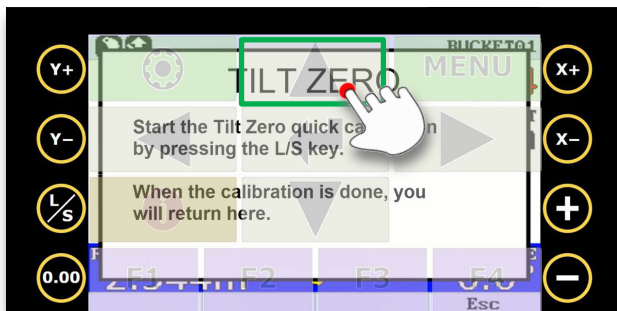 BUCKET01
Y+
X+
TILT ZERO
MENU
Start the Tilt Zero quick ca n
by pressing the L/S key.
Y-
X-
When the calibration is done, you
will return here.
L/S
+
0.00
F1
F2
F3
F4
-
Esc